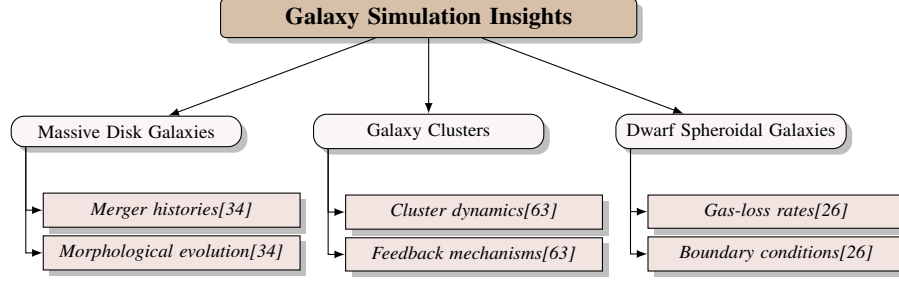 Galaxy Simulation Insights
Massive Disk Galaxies
Galaxy Clusters
Dwarf Spheroidal Galaxies
Merger histories[34]
Cluster dynamics[63]
Gas-loss rates[26]
Morphological evolution[34]
Feedback mechanisms[63]
Boundary conditions[26]